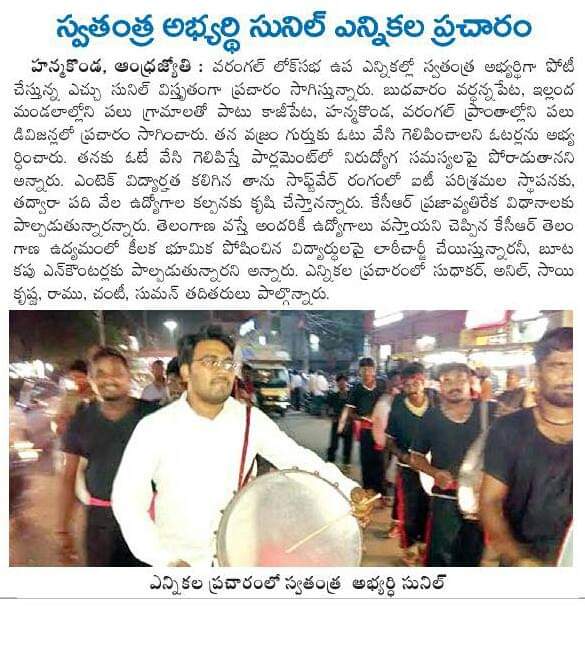 స్వతంత్ర అభ్యర్థి సునిల్ ఎన్నికల ప్రచారం
హన్మకొండ, ఆంధ్రజ్యోతి : వరంగల్ లోక్‌సభ ఉప ఎన్నికల్లో స్వతంత్ర అభ్యర్థిగా పోటీ
చేస్తున్న ఎచ్చు సునిల్ విస్తృతంగా ప్రచారం సాగిస్తున్నారు. బుదవారం వర్ధన్నపేట, ఇల్లంద
మండలాల్లోని పలు గ్రామాలతో పాటు కాజీపేట, హన్మకొండ, వరంగల్ ప్రాంతాల్లోని పలు
డివిజన్లలో ప్రచారం సాగించారు. తన వజ్రం గుర్తుకు ఓటు వేసి గెలిపించాలని ఓటర్లను అభ్య
ర్థించారు. తనకు ఓటే వేసి గెలిపిస్తే పార్లమెంట్‌లో నిరుద్యోగ సమస్యలపై పోరాడుతానని
అన్నారు. ఎంటెక్ విద్యార్హత కలిగిన తాను సాఫ్ట్‌వేర్ రంగంలో ఐటీ పరిశ్రమల స్థాపనకు,
తద్వారా పది వేల ఉద్యోగాల కల్పనకు కృషి చేస్తానన్నారు. కేసీఆర్ ప్రజావ్యతిరేక విధానాలకు
పాల్పడుతున్నారన్నారు. తెలంగాణ వస్తే అందరికీ ఉద్యోగాలు వస్తాయని చెప్పిన కేసీఆర్ తెలం
గాణ ఉద్యమంలో కీలక భూమిక పోషించిన విద్యార్థులపై లాఠీచార్జీ చేయిస్తున్నారనీ, బూట
కపు ఎన్‌కౌంటర్లకు పాల్పడుతున్నారని అన్నారు. ఎన్నికల ప్రచారంలో సుధాకర్, అనిల్, సాయి
కృష్ణ, రాము, చంటీ, సుమన్ తదితరులు పాల్గొన్నారు.
ఎన్నికల ప్రచారంలో స్వతంత్ర అభ్యర్థి సునిల్